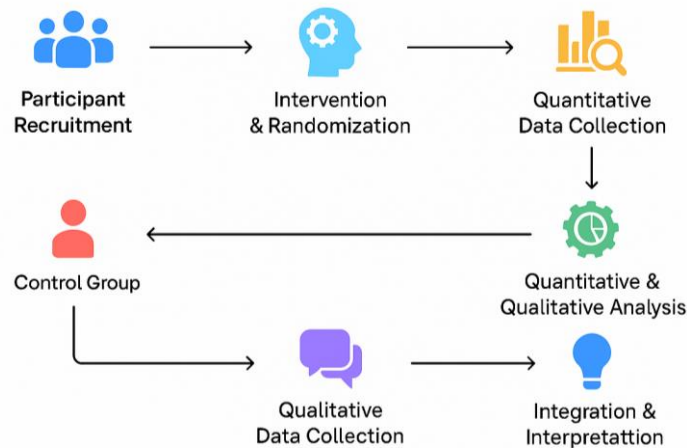 Participant
Recruitment
Intervention
& Randomization
Quantitative
Data Collection
Control Group
Quantitative &
Qualitative Analysis
Qualitative
Data Collection
Integration &
Interpretattion